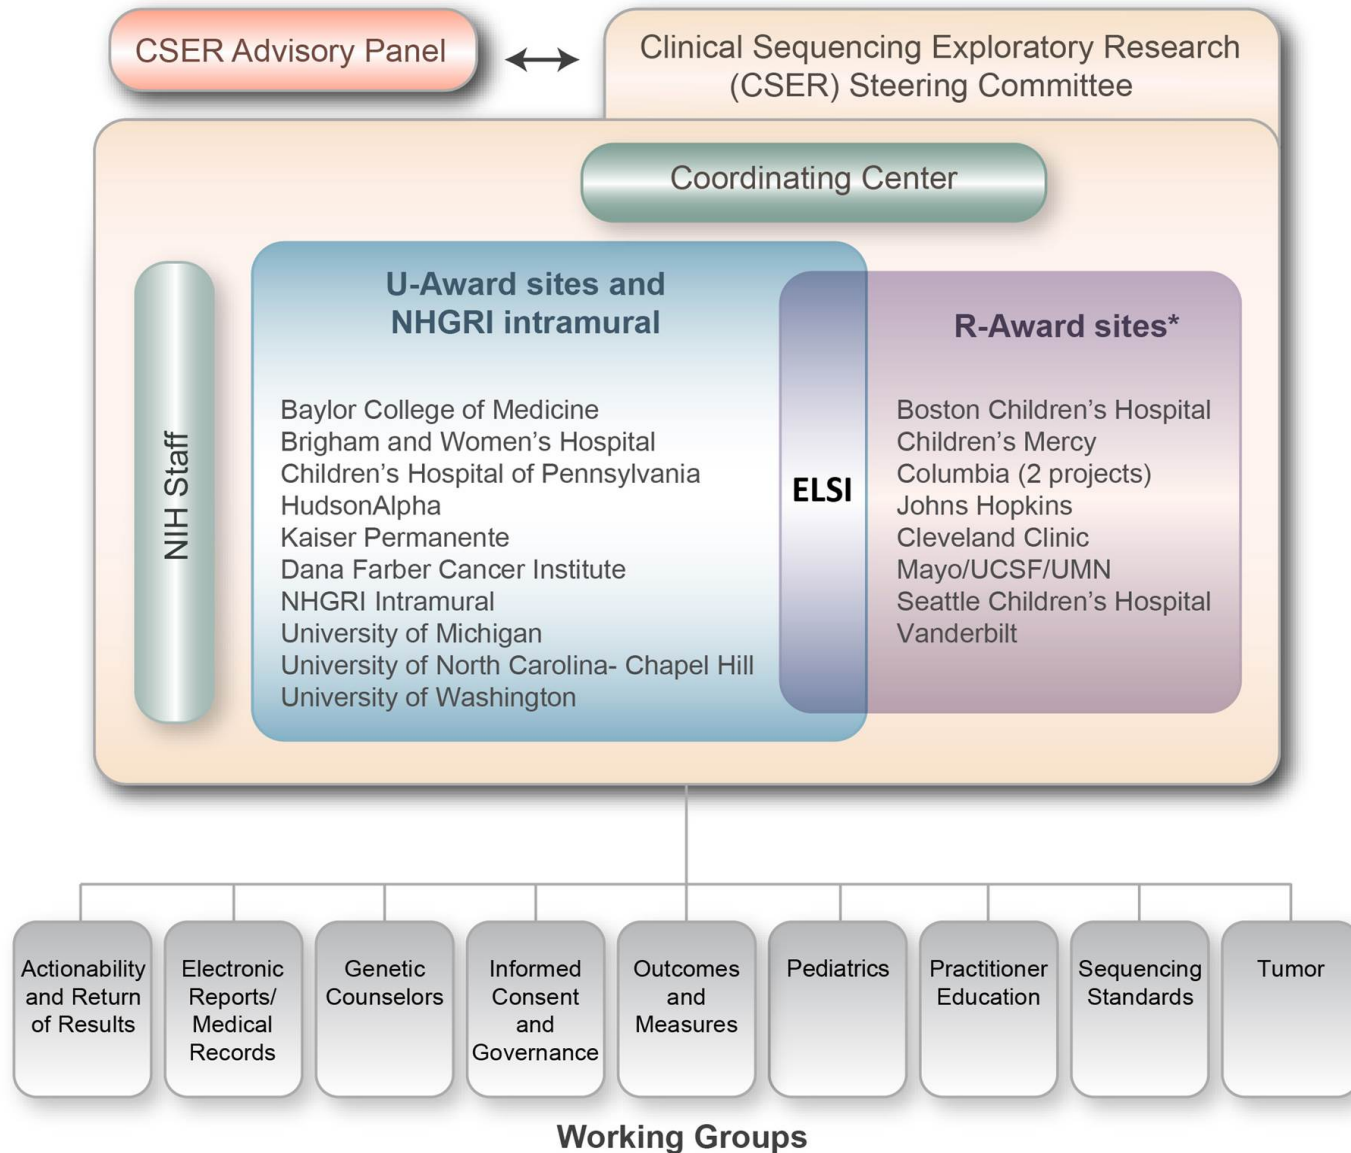 CSER Advisory Panel
Clinical Sequencing Exploratory Research
(CSER) Steering Committee
Coordinating Center
NIH Staff
U-Award sites and
NHGRI intramural
Baylor College of Medicine
Brigham and Women’s Hospital
Children’s Hospital of Pennsylvania
HudsonAlpha
Kaiser Permanente
Dana Farber Cancer Institute
NHGRI Intramural
University of Michigan
University of North Carolina- Chapel Hill
University of Washington
ELSI
R-Award sites*
Boston Children’s Hospital
Children’s Mercy
Columbia (2 projects)
Johns Hopkins
Cleveland Clinic
Mayo/UCSF/UMN
Seattle Children’s Hospital
Vanderbilt
Actionability
and Return
of Results
Electronic
Reports/
Medical
Records
Genetic
Counselors
Informed
Consent
and
Governance
Outcomes
and
Measures
Pediatrics
Practitioner
Education
Sequencing
Standards
Tumor
Working Groups